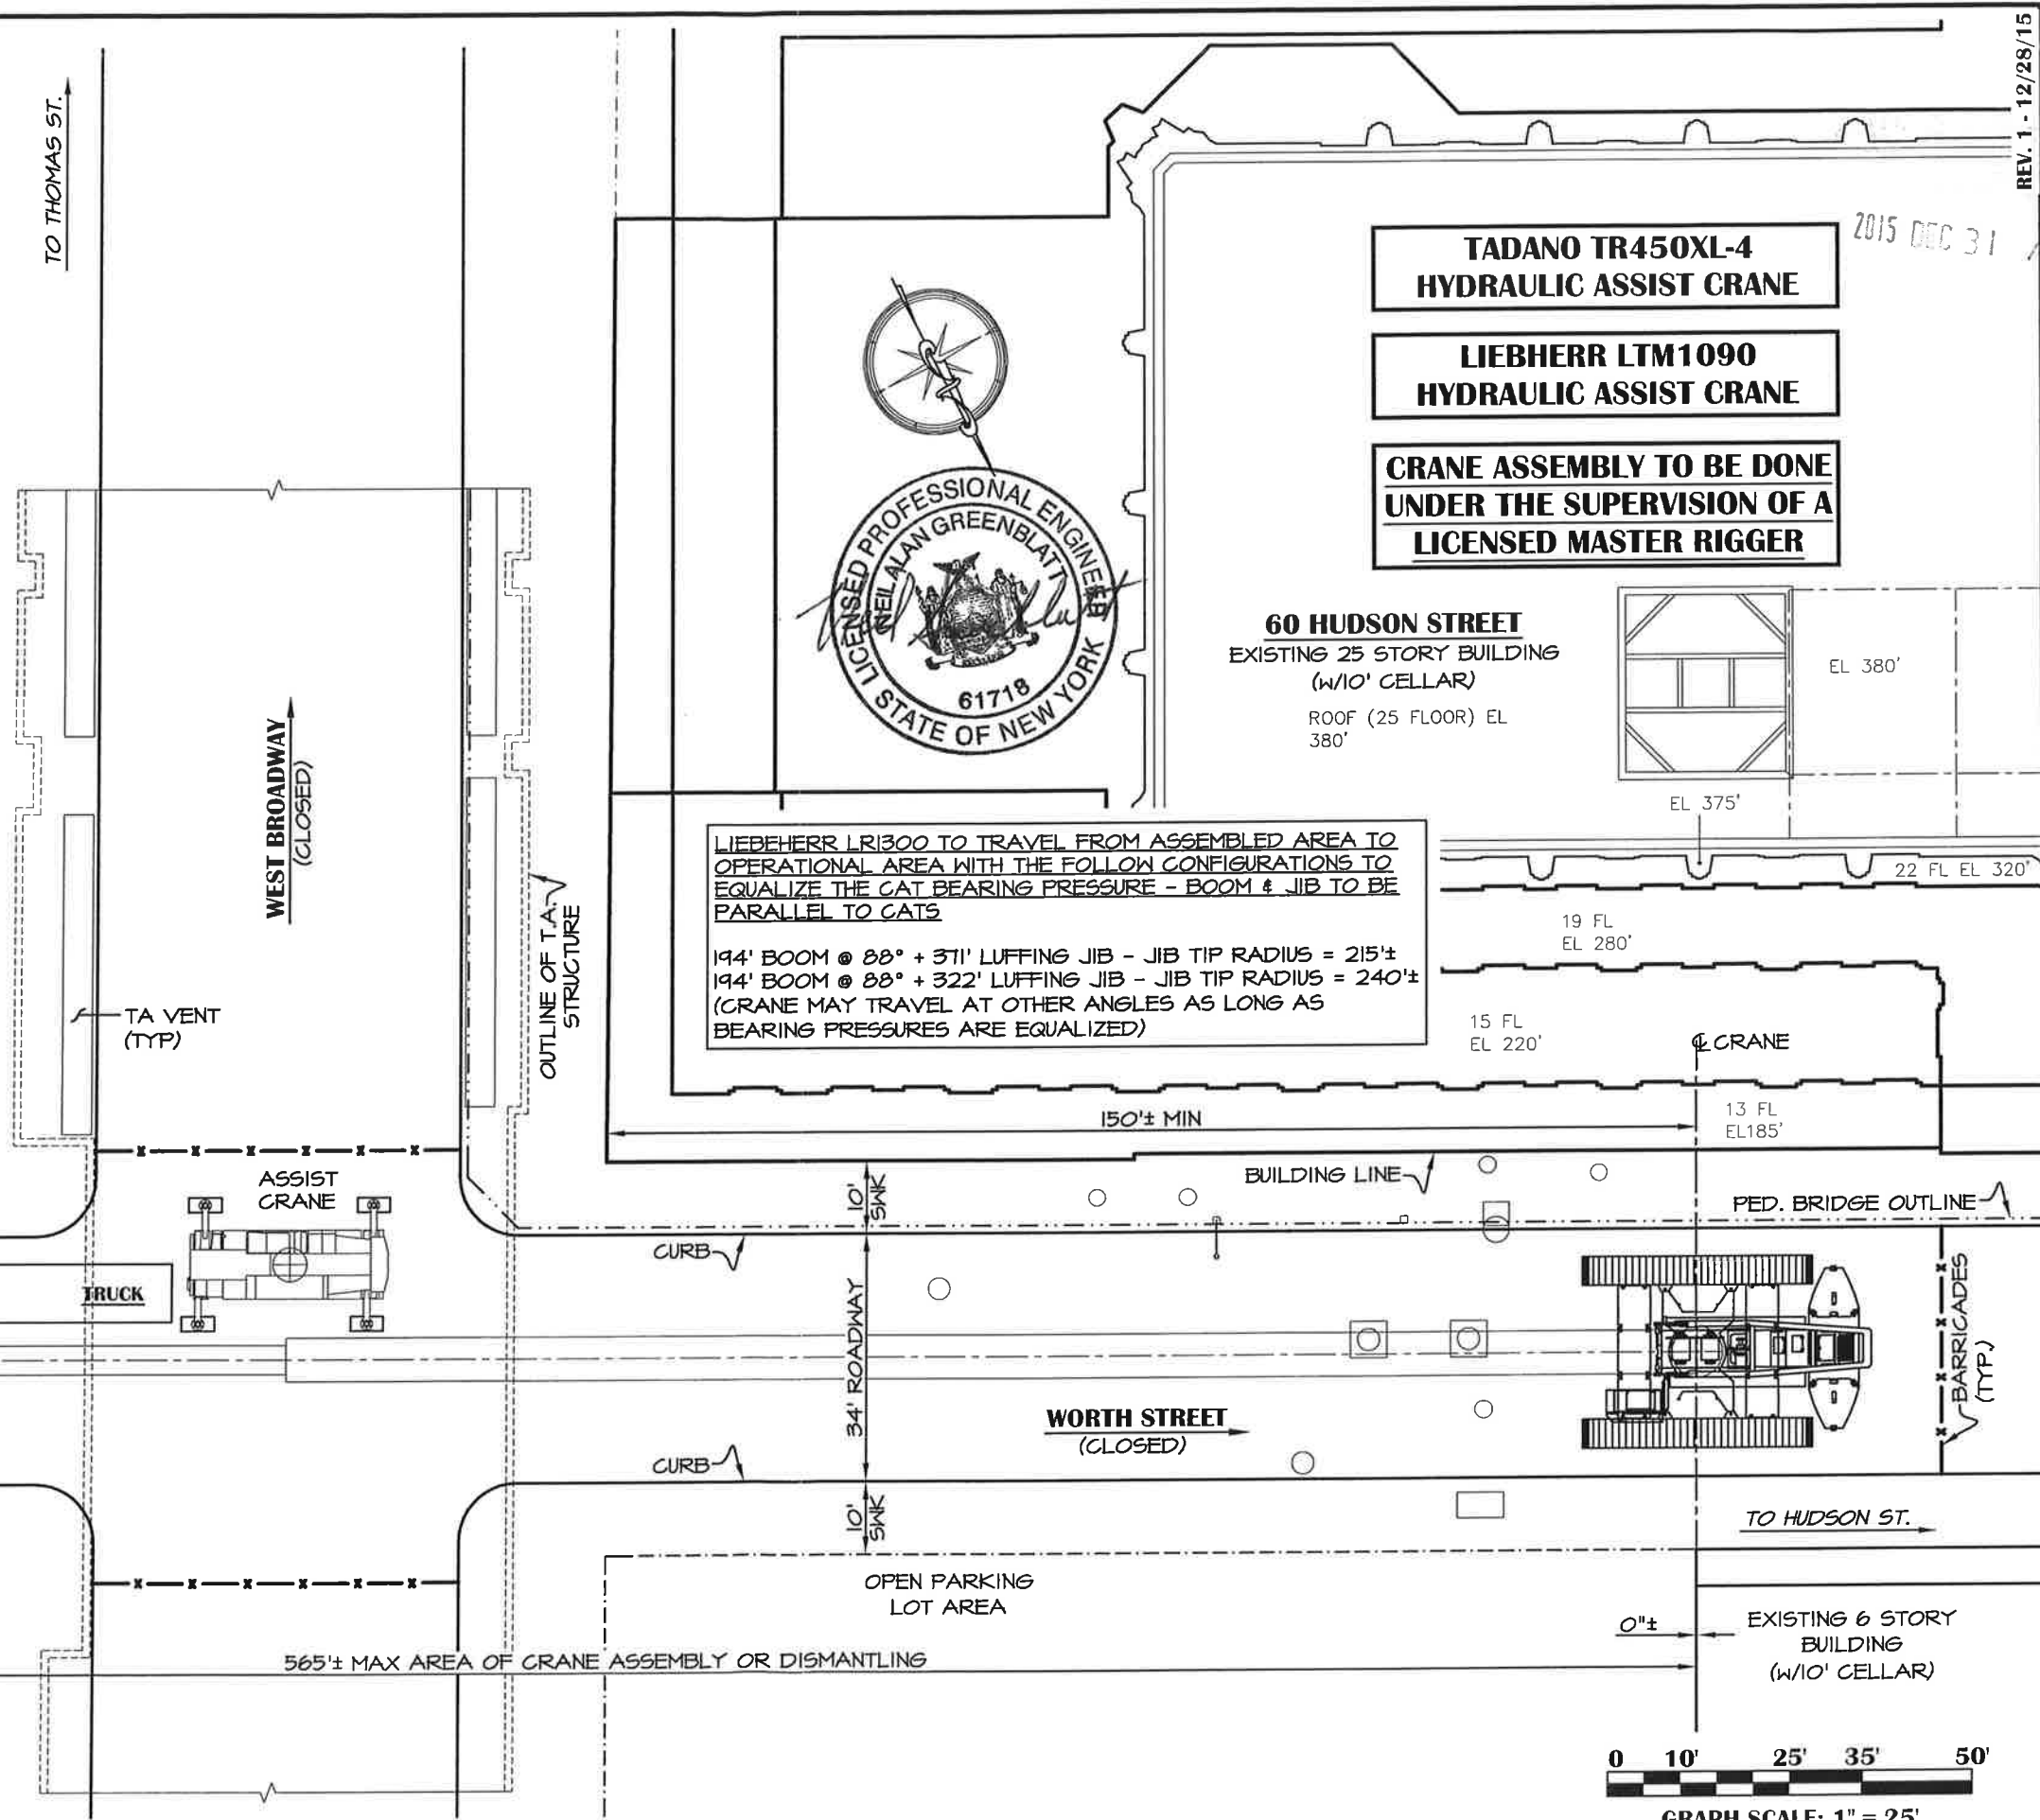 REV. 1 - 12/28/15
2015 DEC 31
TO THOMAS ST.
TADANO TR450XL-4
HYDRAULIC ASSIST CRANE
LIEBHERR LTM1090
HYDRAULIC ASSIST CRANE
CRANE ASSEMBLY TO BE DONE
UNDER THE SUPERVISION OF A
LICENSED MASTER RIGGER
LICENSED PROFESSIONAL ENGINEER
NEIL ALAN GREENBLATT
61718
STATE OF NEW YORK
60 HUDSON STREET
EXISTING 25 STORY BUILDING
(W/10' CELLAR)
ROOF (25 FLOOR) EL
380'
EL 380'
EL 375'
22 FL EL 320'
19 FL
EL 280'
15 FL
EL 220'
℄ CRANE
13 FL
EL185'
WEST BROADWAY
(CLOSED)
OUTLINE OF T.A.
STRUCTURE
TA VENT
(TYP)
LIEBEHERR LR1300 TO TRAVEL FROM ASSEMBLED AREA TO
OPERATIONAL AREA WITH THE FOLLOW CONFIGURATIONS TO
EQUALIZE THE CAT BEARING PRESSURE - BOOM & JIB TO BE
PARALLEL TO CATS
194' BOOM @ 88° + 371' LUFFING JIB - JIB TIP RADIUS = 215'±
194' BOOM @ 88° + 322' LUFFING JIB - JIB TIP RADIUS = 240'±
(CRANE MAY TRAVEL AT OTHER ANGLES AS LONG AS
BEARING PRESSURES ARE EQUALIZED)
150'± MIN
ASSIST
CRANE
10'
SWK
BUILDING LINE
PED. BRIDGE OUTLINE
CURB
TRUCK
34' ROADWAY
BARRICADES
(TYP)
WORTH STREET
(CLOSED)
CURB
10'
SWK
TO HUDSON ST.
OPEN PARKING
LOT AREA
0"±
EXISTING 6 STORY
BUILDING
(W/10' CELLAR)
565'± MAX AREA OF CRANE ASSEMBLY OR DISMANTLING
0 10' 25' 35' 50'
GRAPH SCALE: 1" = 25'